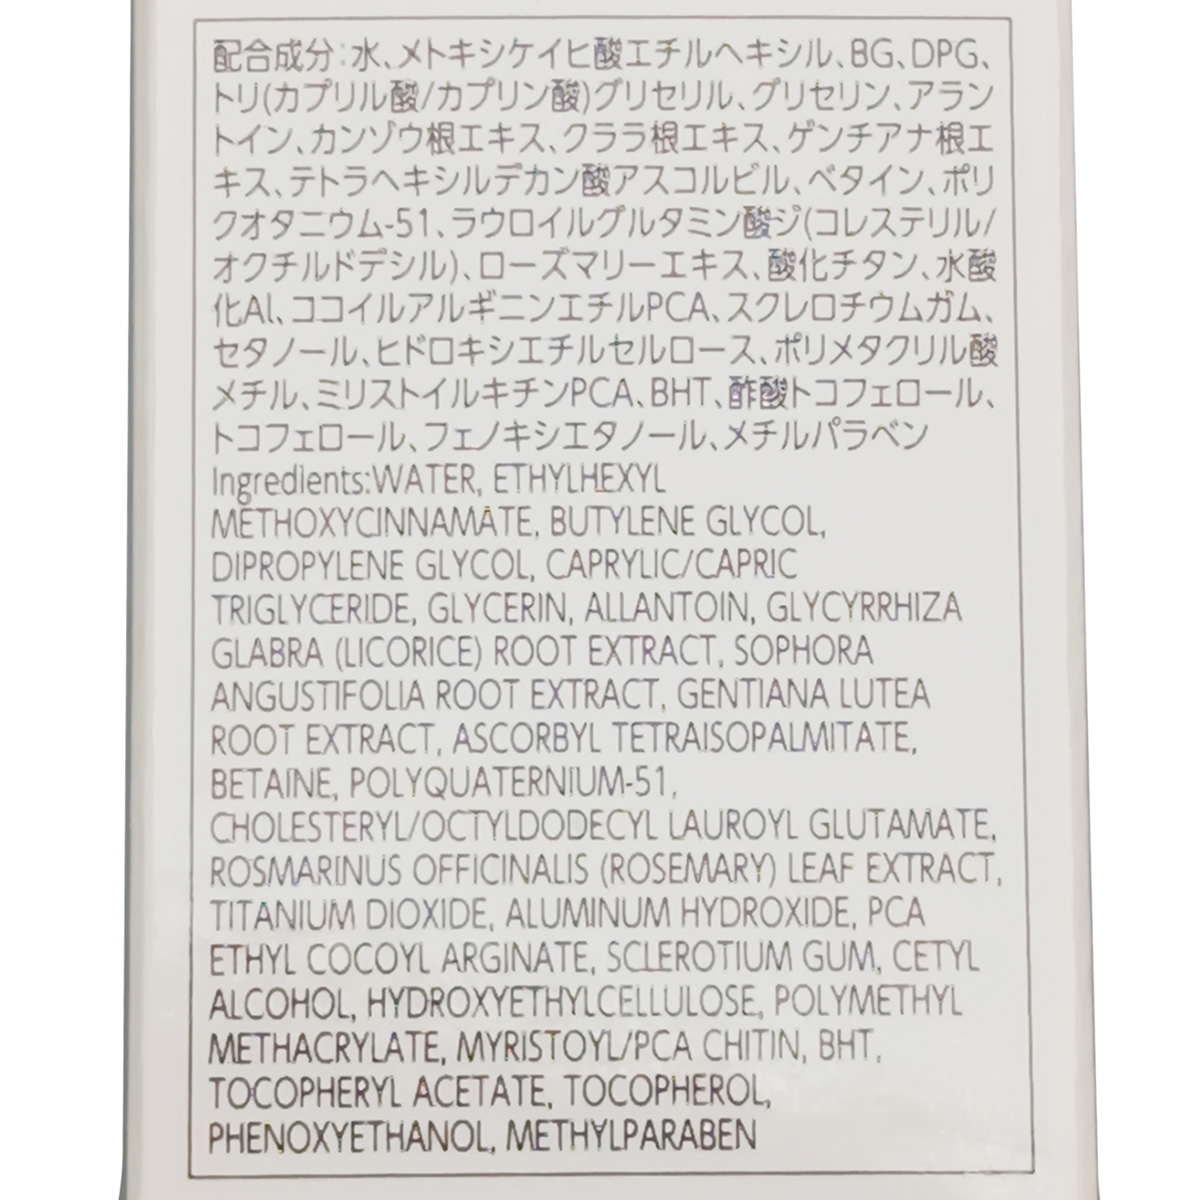 配合成分:水、メトキシケイヒ酸エチルヘキシル、BG、DPG、
トリ(カプリル酸/カプリン酸)グリセリル、グリセリン、アラン
トイン、カンゾウ根エキス、クララ根エキス、ゲンチアナ根エ
キス、テトラヘキシルデカン酸アスコルビル、ベタイン、ポリ
クオタニウム-51、ラウロイルグルタミン酸ジ(コレステリル/
オクチルドデシル)、ローズマリーエキス、酸化チタン、水酸
化Al、ココイルアルギニンエチルPCA、スクレロチウムガム、
セタノール、ヒドロキシエチルセルロース、ポリメタクリル酸
メチル、ミリストイルキチンPCA、BHT、酢酸トコフェロール、
トコフェロール、フェノキシエタノール、メチルパラベン
Ingredients:WATER, ETHYLHEXYL
METHOXYCINNAMATE, BUTYLENE GLYCOL,
DIPROPYLENE GLYCOL, CAPRYLIC/CAPRIC
TRIGLYCERIDE, GLYCERIN, ALLANTOIN, GLYCYRRHIZA
GLABRA (LICORICE) ROOT EXTRACT, SOPHORA
ANGUSTIFOLIA ROOT EXTRACT, GENTIANA LUTEA
ROOT EXTRACT, ASCORBYL TETRAISOPALMITATE,
BETAINE, POLYQUATERNIUM-51,
CHOLESTERYL/OCTYLDODECYL LAUROYL GLUTAMATE,
ROSMARINUS OFFICINALIS (ROSEMARY) LEAF EXTRACT,
TITANIUM DIOXIDE, ALUMINUM HYDROXIDE, PCA
ETHYL COCOYL ARGINATE, SCLEROTIUM GUM, CETYL
ALCOHOL, HYDROXYETHYLCELLULOSE, POLYMETHYL
METHACRYLATE, MYRISTOYL/PCA CHITIN, BHT,
TOCOPHERYL ACETATE, TOCOPHEROL,
PHENOXYETHANOL, METHYLPARABEN